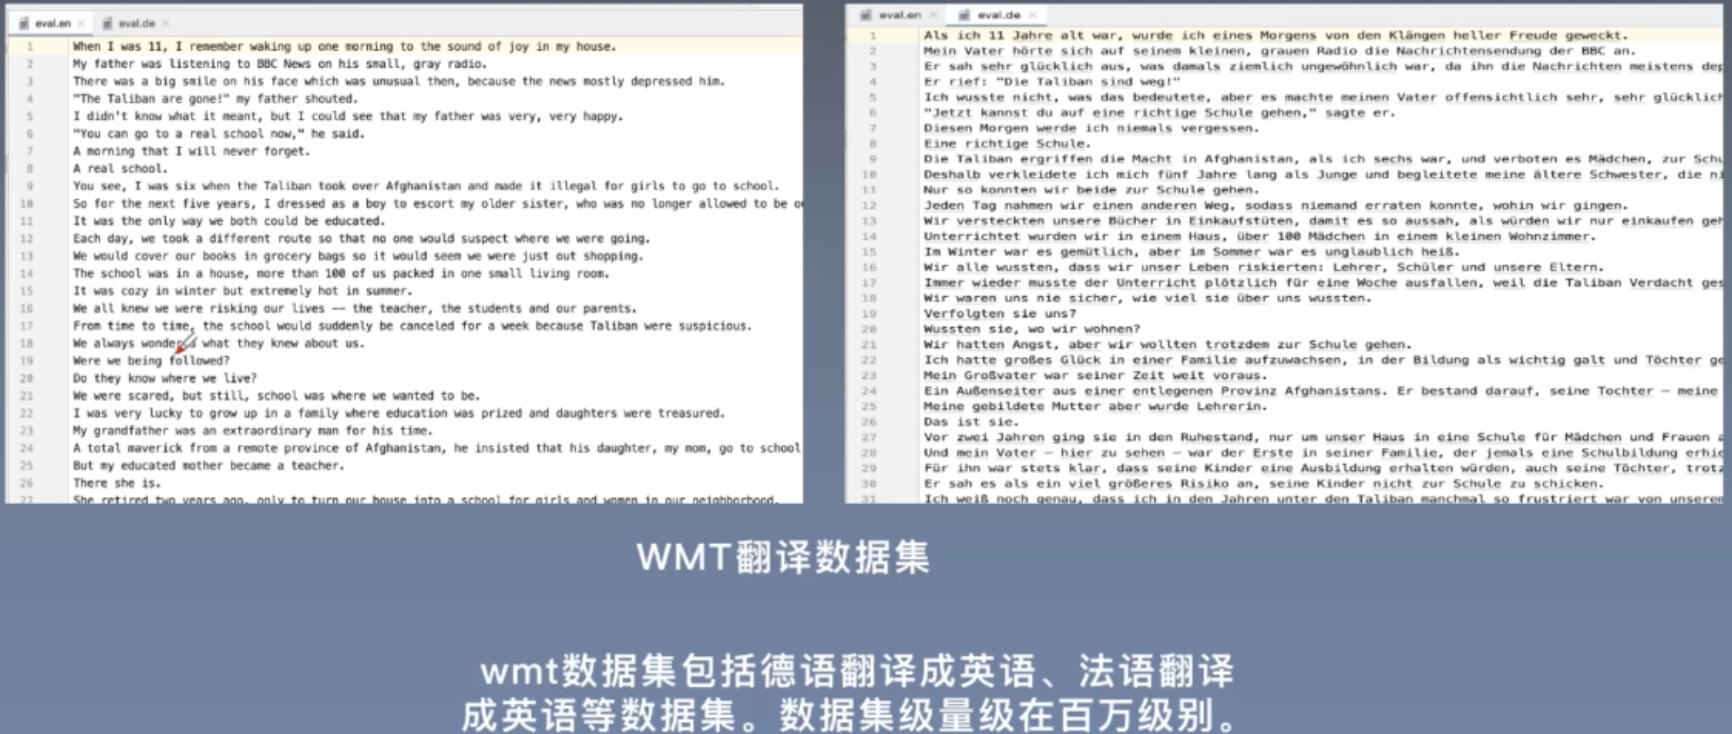 eval.en × eval.de ×
1 When I was 11, I remember waking up one morning to the sound of joy in my house.
2 My father was listening to BBC News on his small, gray radio.
3 There was a big smile on his face which was unusual then, because the news mostly depressed him.
4 "The Taliban are gone!" my father shouted.
5 I didn't know what it meant, but I could see that my father was very, very happy.
6 "You can go to a real school now," he said.
7 A morning that I will never forget.
8 A real school.
9 You see, I was six when the Taliban took over Afghanistan and made it illegal for girls to go to school.
10 So for the next five years, I dressed as a boy to escort my older sister, who was no longer allowed to be
11 It was the only way we both could be educated.
12 Each day, we took a different route so that no one would suspect where we were going.
13 We would cover our books in grocery bags so it would seem we were just out shopping.
14 The school was in a house, more than 100 of us packed in one small living room.
15 It was cozy in winter but extremely hot in summer.
16 We all knew we were risking our lives -- the teacher, the students and our parents.
17 From time to time, the school would suddenly be canceled for a week because Taliban were suspicious.
18 We always what they knew about us.
19 Were we being followed?
20 Do they know where we live?
21 We were scared, but still, school was where we wanted to be.
22 I was very lucky to grow up in a family where education was prized and daughters were treasured.
23 My grandfather was an extraordinary man for his time.
24 A total maverick from a remote province of Afghanistan, he insisted that his daughter, my mom, go to school
25 But my educated mother became a teacher.
26 There she is.
27 She retired two years ago, only to turn our house into a school for girls and women in our neighborhood.
eval.en × eval.de ×
1 Als ich 11 Jahre alt war, wurde ich eines Morgens von den Klängen heller Freude geweckt.
2 Mein Vater hörte sich auf seinem kleinen, grauen Radio die Nachrichtensendung der BBC an.
3 Er sah sehr glücklich aus, was damals ziemlich ungewöhnlich war, da ihn die Nachrichten meistens
4 Er rief: "Die Taliban sind weg!"
5 Ich wusste nicht, was das bedeutete, aber es machte meinen Vater offensichtlich sehr, sehr glücklich
6 "Jetzt kannst du auf eine richtige Schule gehen," sagte er.
7 Diesen Morgen werde ich niemals vergessen.
8 Eine richtige Schule.
9 Die Taliban ergriffen die Macht in Afghanistan, als ich sechs war, und verboten es Mädchen, zur
10 Deshalb verkleidete ich mich fünf Jahre lang als Junge und begleitete meine ältere Schwester, die
11 Nur so konnten wir beide zur Schule gehen.
12 Jeden Tag nahmen wir einen anderen Weg, sodass niemand erraten konnte, wohin wir gingen.
13 Wir versteckten unsere Bücher in Einkaufstüten, damit es so aussah, als würden wir nur einkaufen
14 Unterrichtet wurden wir in einem Haus, über 100 Mädchen in einem kleinen Wohnzimmer.
15 Im Winter war es gemütlich, aber im Sommer war es unglaublich heiß.
16 Wir alle wussten, dass wir unser Leben riskierten: Lehrer, Schüler und unsere Eltern.
17 Immer wieder musste der Unterricht plötzlich für eine Woche ausfallen, weil die Taliban Verdacht
18 Wir waren uns nie sicher, wie viel sie über uns wussten.
19 Verfolgten sie uns?
20 Wussten sie, wo wir wohnen?
21 Wir hatten Angst, aber wir wollten trotzdem zur Schule gehen.
22 Ich hatte großes Glück in einer Familie aufzuwachsen, in der Bildung als wichtig galt und Töchter
23 Mein Großvater war seiner Zeit weit voraus.
24 Ein Außenseiter aus einer entlegenen Provinz Afghanistans. Er bestand darauf, seine Tochter – meine
25 Meine gebildete Mutter aber wurde Lehrerin.
26 Das ist sie.
27 Vor zwei Jahren ging sie in den Ruhestand, nur um unser Haus in eine Schule für Mädchen und Frauen
28 Und mein Vater – hier zu sehen – war der Erste in seiner Familie, der jemals eine Schulbildung
29 Für ihn war stets klar, dass seine Kinder eine Ausbildung erhalten würden, auch seine Töchter,
30 Er sah es als ein viel größeres Risiko an, seine Kinder nicht zur Schule zu schicken.
31 Ich weiß noch genau, dass ich in den Jahren unter den Taliban manchmal so frustriert war von
WMT翻译数据集
wmt数据集包括德语翻译成英语、法语翻译
成英语等数据集。数据集级量级在百万级别。